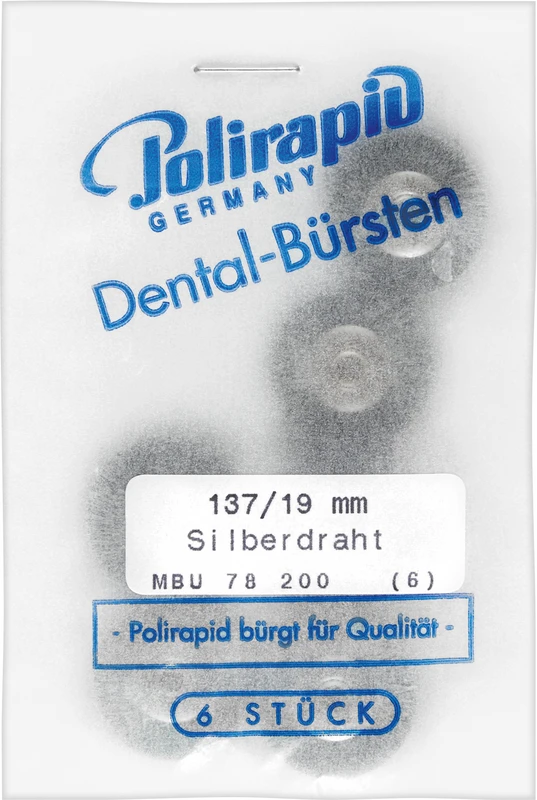 Polirapid
GERMANY
Dental-Bürsten
137/19 mm
Silberdraht
MBU 78 200 (6)
- Polirapid bürgt für Qualität -
6 STÜCK